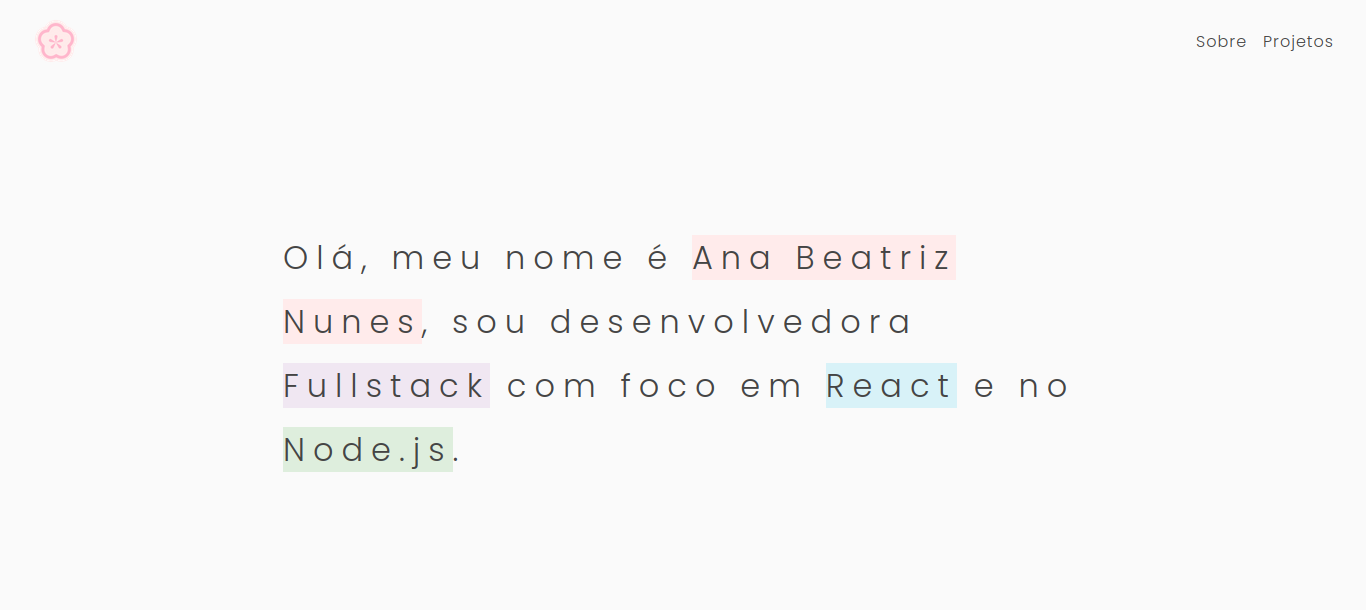 Sobre Projetos
Olá, meu nome é Ana Beatriz
Nunes, sou desenvolvedora
Fullstack com foco em React e no
Node.js.